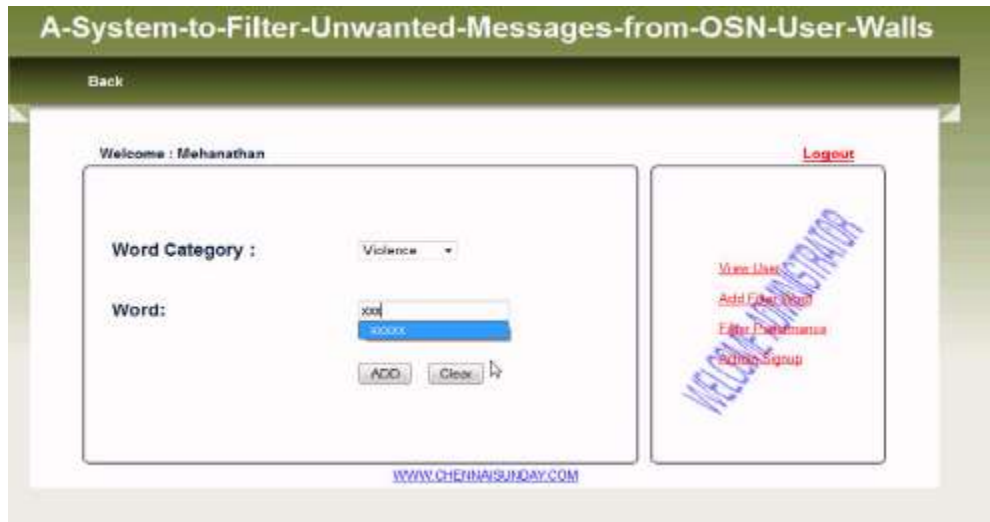 A-System-to-Filter-Unwanted-Messages-from-OSN-User-Walls
Back
Welcome : Mehanathan
Logout
Word Category :
Violence
Word:
xxx
xxxxx
ADD
Clear
View User
Add Filter Word
Filter Performance
Admin Signup
WELCOME ADMINISTRATOR
WWW.CHENNAISUNDAY.COM